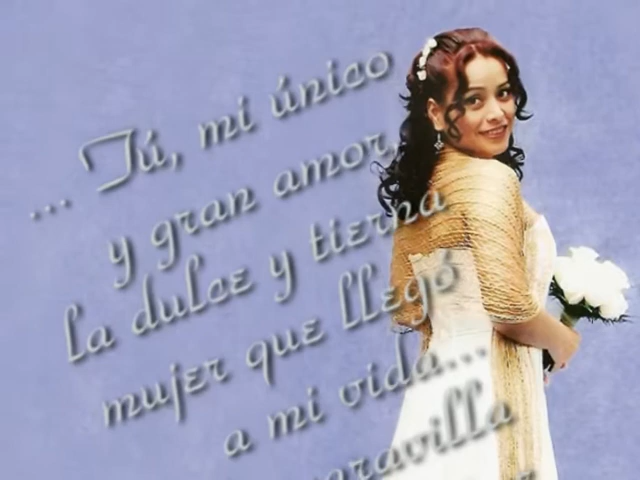 ... Tú, mi único
y gran amor,
la dulce y tierna
mujer que llegó
a mi vida...